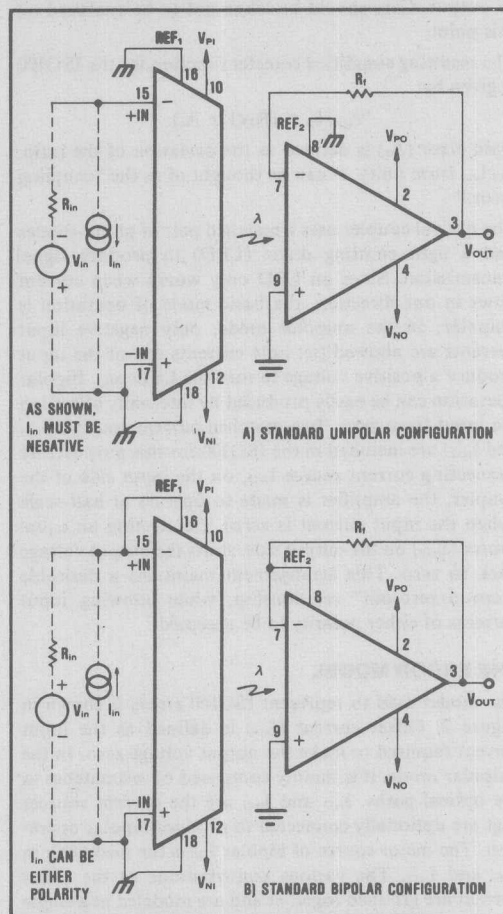 REF1
VPI
16
10
15
−
+IN
Rin
Vin
+
Iin
−IN
17
18
12
VNI
AS SHOWN,
Iin MUST BE
NEGATIVE
Rf
REF2
8
7
λ
9
VPO
2
3
VOUT
4
VNO
A) STANDARD UNIPOLAR CONFIGURATION
REF1
VPI
16
10
15
−
+IN
Rin
+
Vin
Iin
−IN
+
17
18
12
VNI
Iin CAN BE
EITHER
POLARITY
Rf
REF2
8
7
λ
9
VPO
2
3
VOUT
4
VNO
B) STANDARD BIPOLAR CONFIGURATION